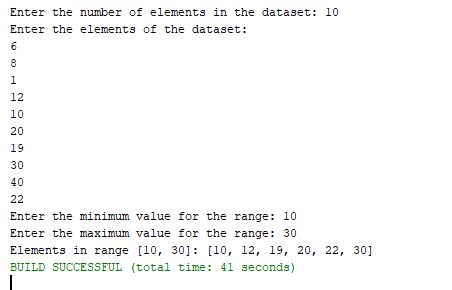 Enter the number of elements in the dataset: 10
Enter the elements of the dataset:
6
8
1
12
10
20
19
30
40
22
Enter the minimum value for the range: 10
Enter the maximum value for the range: 30
Elements in range [10, 30]: [10, 12, 19, 20, 22, 30]
BUILD SUCCESSFUL (total time: 41 seconds)